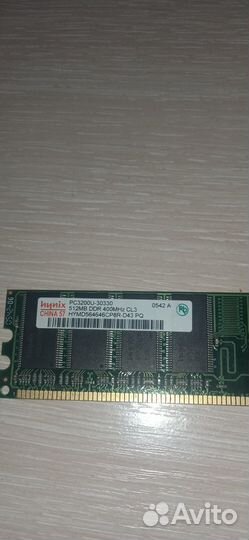 hynix
CHINA 57
PC3200U-30330
512MB DDR 400MHz CL3
HYMD564646CP8R-D43 PQ
0542 A
Avito